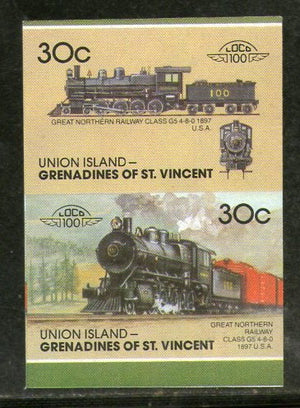 30c
LOCO
100
100
GREAT NORTHERN RAILWAY CLASS G5 4-8-0 1897
U.S.A.
UNION ISLAND–
GRENADINES OF ST. VINCENT
LOCO
100
30c
UNION ISLAND–
GRENADINES OF ST. VINCENT
GREAT NORTHERN
RAILWAY
CLASS G5 4-8-0
1897 U.S.A.